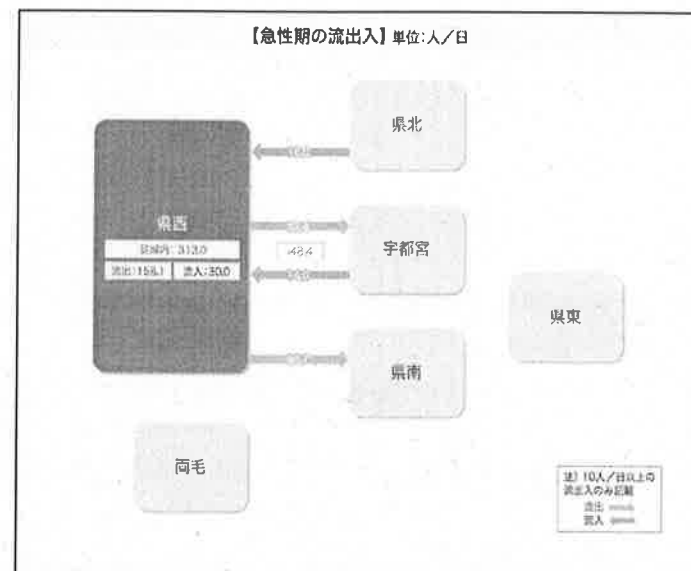 【急性期の流出入】単位:人/日
県北
県西
区域内:313.0
流出:158.1 流入:30.0
-48.4
宇都宮
県東
県南
両毛
注) 10人/日以上の
流出入のみ記載
流出
流入